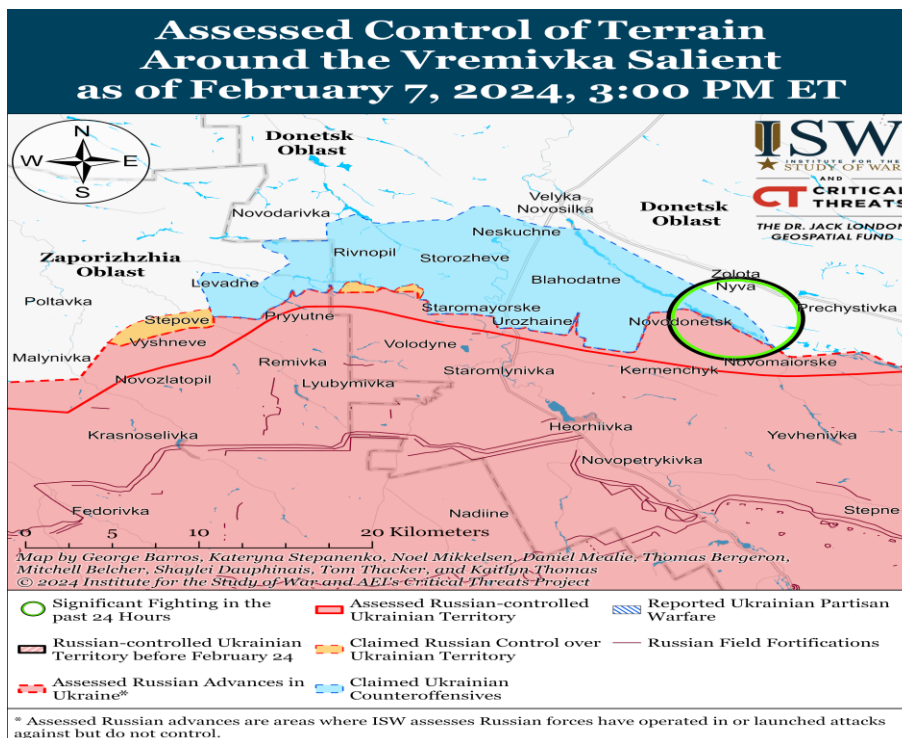 Assessed Control of Terrain
Around the Vremivka Salient
as of February 7, 2024, 3:00 PM ET
N
W E
S
Donetsk
Oblast
ISW
INSTITUTE FOR THE
STUDY OF WAR
AND
CT CRITICAL
THREATS
THE DR. JACK LONDON
GEOSPATIAL FUND
Velyka
Novosilka
Donetsk
Oblast
Novodarivka
Neskuchne
Rivnopil
Storozheve
Zaporizhzhia
Oblast
Levadne
Blahodatne
Zolota
Nyva
Poltavka
Prechystivka
Stepove
Pryyutne
Staromayorske
Urozhaine
Novodonetsk
Vyshneve
Volodyne
Malynivka
Remivka
Novomaiorske
Novozlatopil
Lyubymivka
Staromlynivka
Kermenchyk
Krasnoselivka
Heorhiivka
Yevhenivka
Novopetrykivka
Fedorivka
Nadiine
Stepne
0 5 10 20 Kilometers
Map by George Barros, Kateryna Stepanenko, Noel Mikkelsen, Daniel Mealie, Thomas Bergeron,
Mitchell Belcher, Shaylei Dauphinais, Tom Thacker, and Kaitlyn Thomas
© 2024 Institute for the Study of War and AEI's Critical Threats Project
Significant Fighting in the
past 24 Hours
Assessed Russian-controlled
Ukrainian Territory
Reported Ukrainian Partisan
Warfare
Russian-controlled Ukrainian
Territory before February 24
Claimed Russian Control over
Ukrainian Territory
Russian Field Fortifications
Assessed Russian Advances in
Ukraine*
Claimed Ukrainian
Counteroffensives
* Assessed Russian advances are areas where ISW assesses Russian forces have operated in or launched attacks
against but do not control.